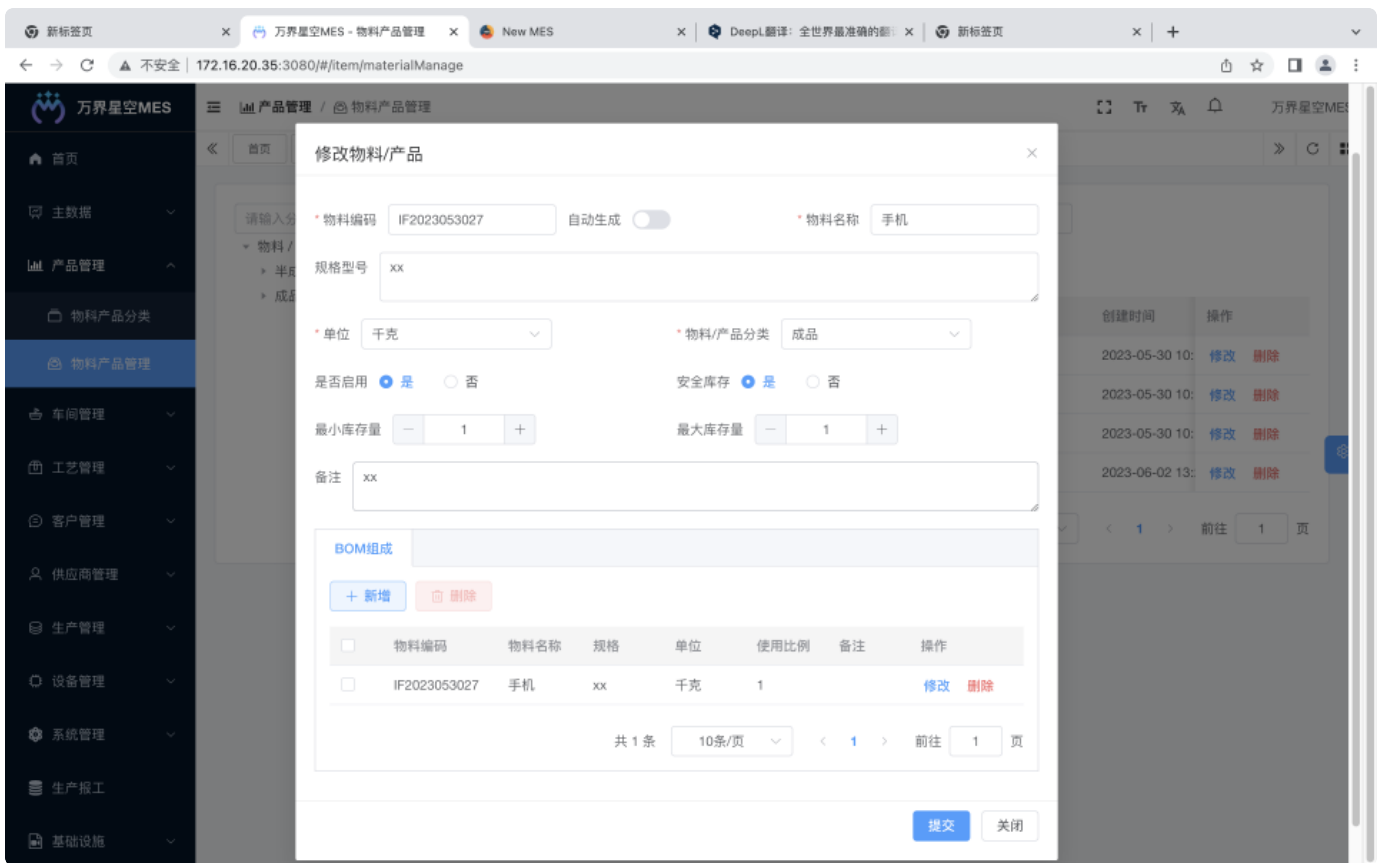 新标签页 万界星空MES - 物料产品管理 New MES DeepL翻译：全世界最准确的翻 新标签页
不安全 172.16.20.35:3080/#/item/materialManage
万界星空MES 产品管理 / 物料产品管理 万界星空MES
首页 首页
主数据
产品管理
物料产品分类
物料产品管理
车间管理
工艺管理
客户管理
供应商管理
生产管理
设备管理
系统管理
生产报工
基础设施
请输入分
物料 /
半成
成品
修改物料/产品
* 物料编码 IF2023053027 自动生成 * 物料名称 手机
规格型号 xx
* 单位 千克 * 物料/产品分类 成品
是否启用 是 否 安全库存 是 否
最小库存量 1 最大库存量 1
备注 xx
BOM组成
新增 删除
物料编码 物料名称 规格 单位 使用比例 备注 操作
IF2023053027 手机 xx 千克 1 修改 删除
共 1 条 10条/页 1 前往 1 页
提交 关闭
创建时间 操作
2023-05-30 10: 修改 删除
2023-05-30 10: 修改 删除
2023-05-30 10: 修改 删除
2023-06-02 13: 修改 删除
1 前往 1 页